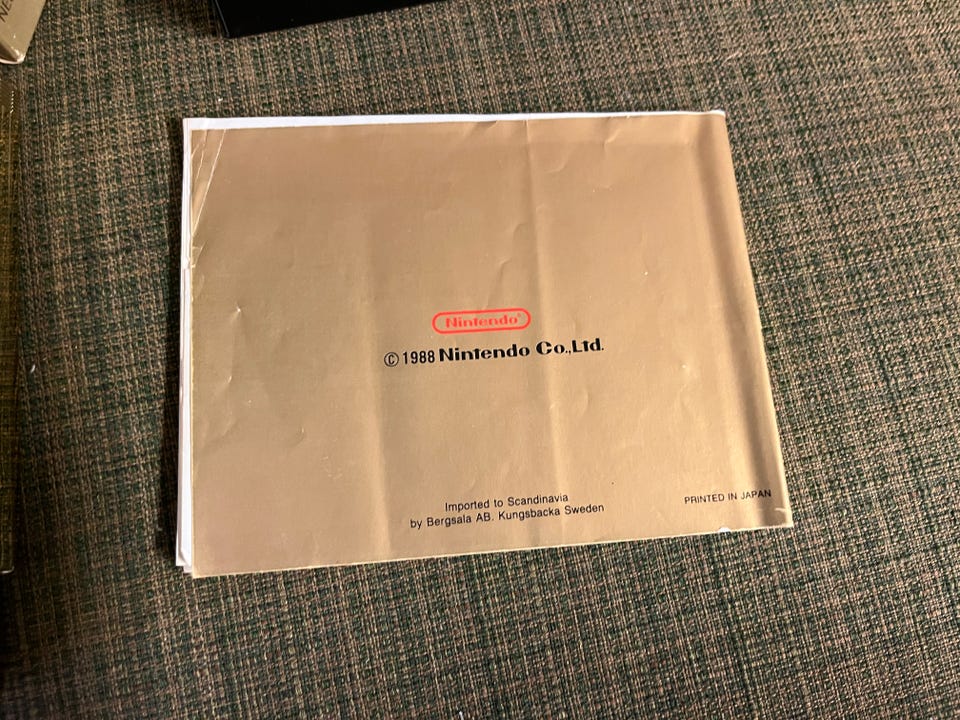 Nintendo®
© 1988 Nintendo Co.,Ltd.
Imported to Scandinavia
by Bergsala AB. Kungsbacka Sweden
PRINTED IN JAPAN